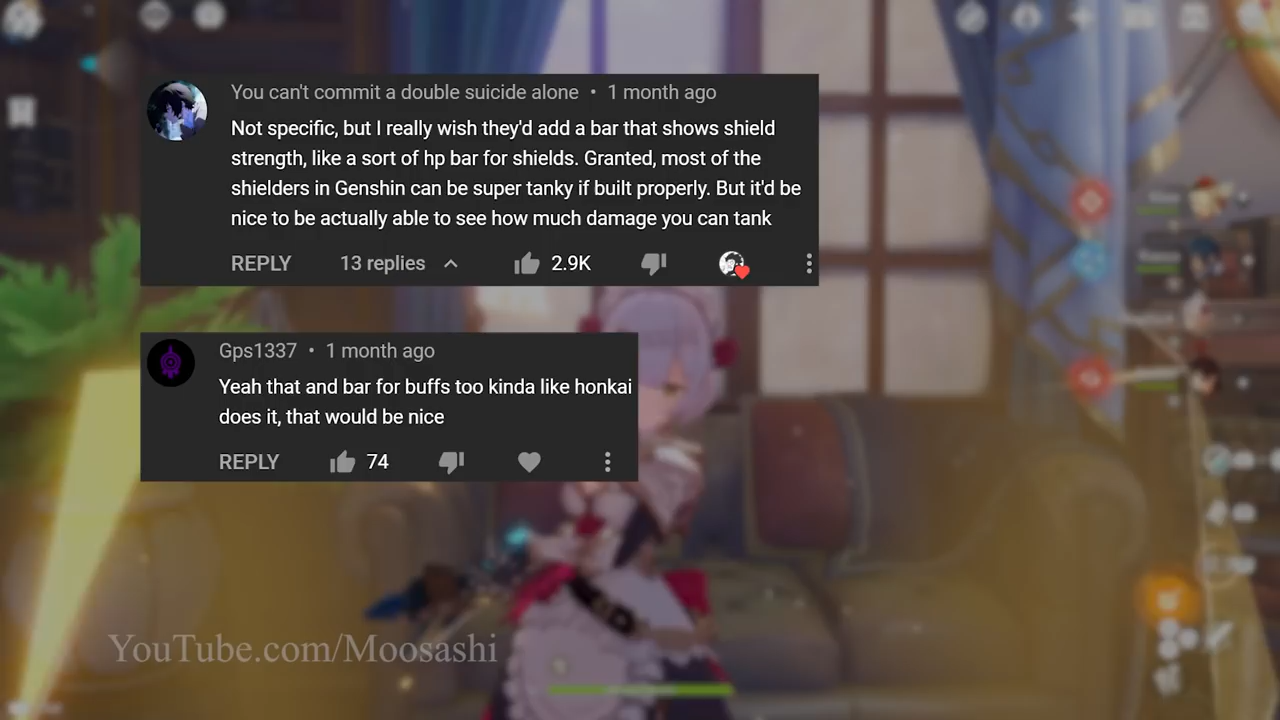 You can't commit a double suicide alone • 1 month ago
Not specific, but I really wish they'd add a bar that shows shield
strength, like a sort of hp bar for shields. Granted, most of the
shielders in Genshin can be super tanky if built properly. But it'd be
nice to be actually able to see how much damage you can tank
REPLY 13 replies 2.9K
Gps1337 • 1 month ago
Yeah that and bar for buffs too kinda like honkai
does it, that would be nice
REPLY 74
YouTube.com/Moosashi